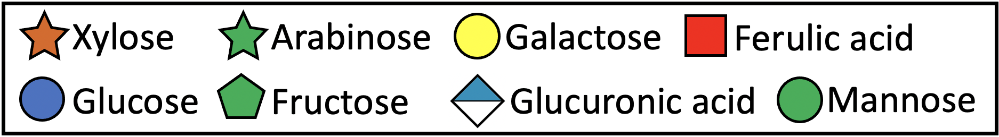 Xylose Arabinose Galactose Ferulic acid
Glucose Fructose Glucuronic acid Mannose